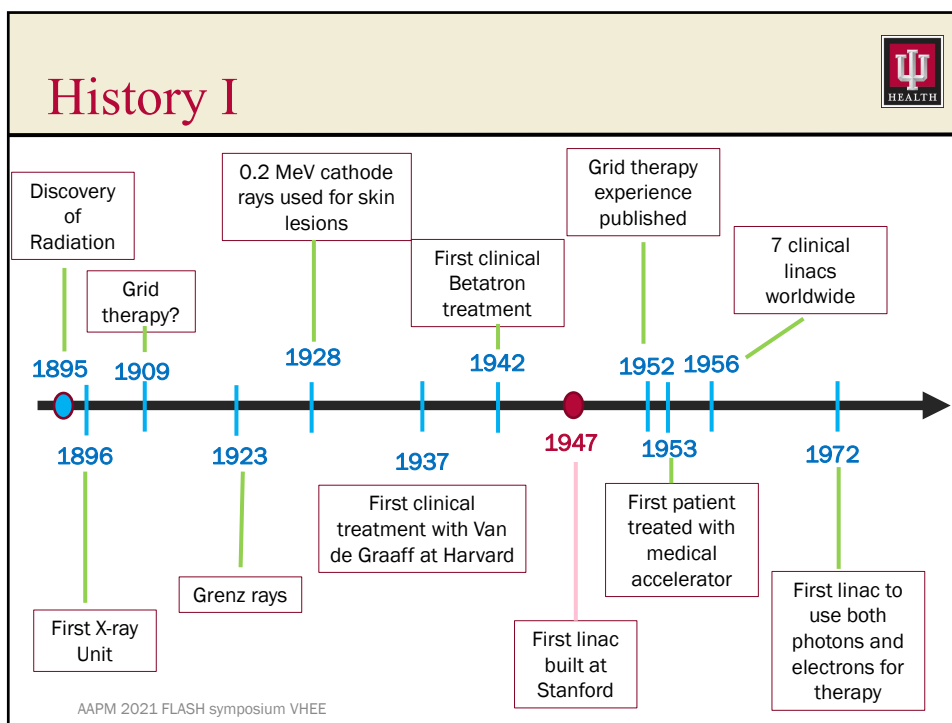 History I
HEALTH
Discovery
of
Radiation
Grid
therapy?
0.2 MeV cathode
rays used for skin
lesions
First clinical
Betatron
treatment
Grid therapy
experience
published
7 clinical
linacs
worldwide
1895
1909
1928
1942
1952
1956
1896
1923
1937
1947
1953
1972
First X-ray
Unit
Grenz rays
First clinical
treatment with Van
de Graaff at Harvard
First linac
built at
Stanford
First patient
treated with
medical
accelerator
First linac to
use both
photons and
electrons for
therapy
AAPM 2021 FLASH symposium VHEE